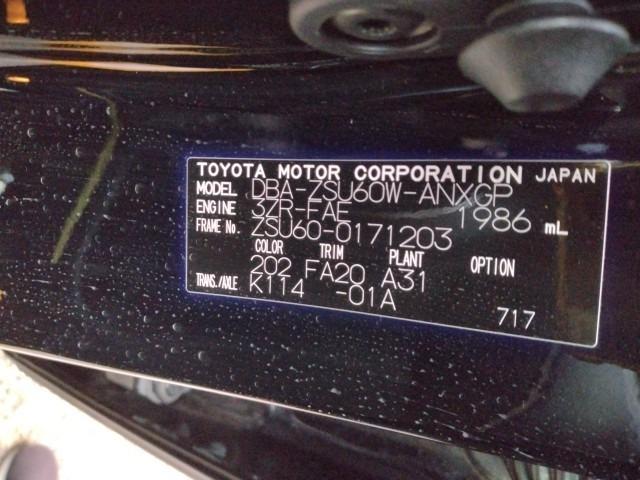 TOYOTA MOTOR CORPORATION JAPAN
MODEL DBA-ZSU60W-ANXGP
ENGINE 3ZR-FAE 1986 mL
FRAME No. ZSU60-0171203
COLOR TRIM PLANT OPTION
202 FA20 A31
TRANS./AXLE K114 -01A
717